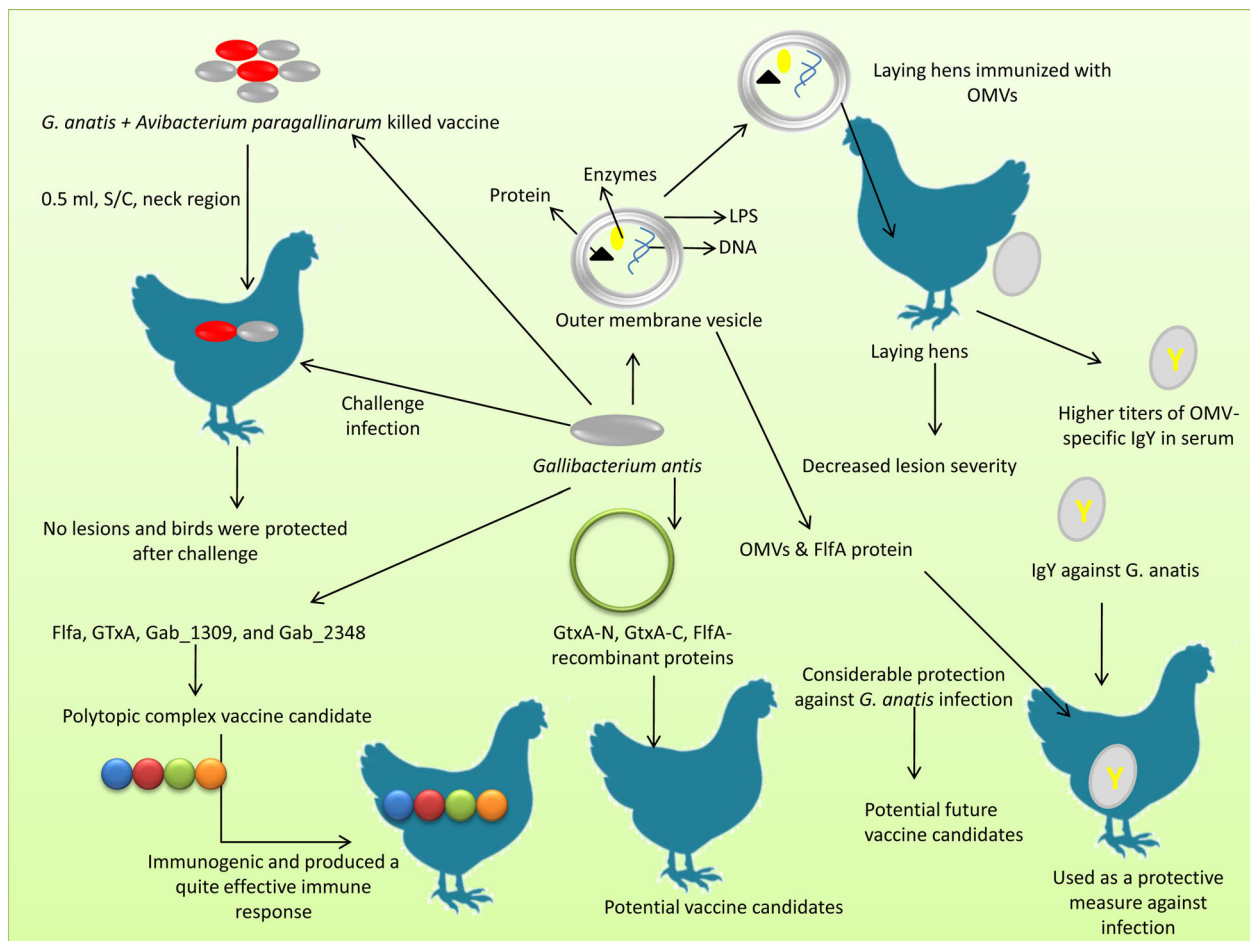 G. anatis + Avibacterium paragallinarum killed vaccine
0.5 ml, S/C, neck region
No lesions and birds were protected
after challenge
Challenge
infection
Protein
Enzymes
LPS
DNA
Outer membrane vesicle
Gallibacterium antis
Laying hens immunized with
OMVs
Laying hens
Decreased lesion severity
Y
Higher titers of OMV-
specific IgY in serum
Y
IgY against G. anatis
OMVs & FlfA protein
Flfa, GTxA, Gab_1309, and Gab_2348
Polytopic complex vaccine candidate
Immunogenic and produced a
quite effective immune
response
GtxA-N, GtxA-C, FlfA-
recombinant proteins
Potential vaccine candidates
Considerable protection
against G. anatis infection
Potential future
vaccine candidates
Y
Used as a protective
measure against
infection